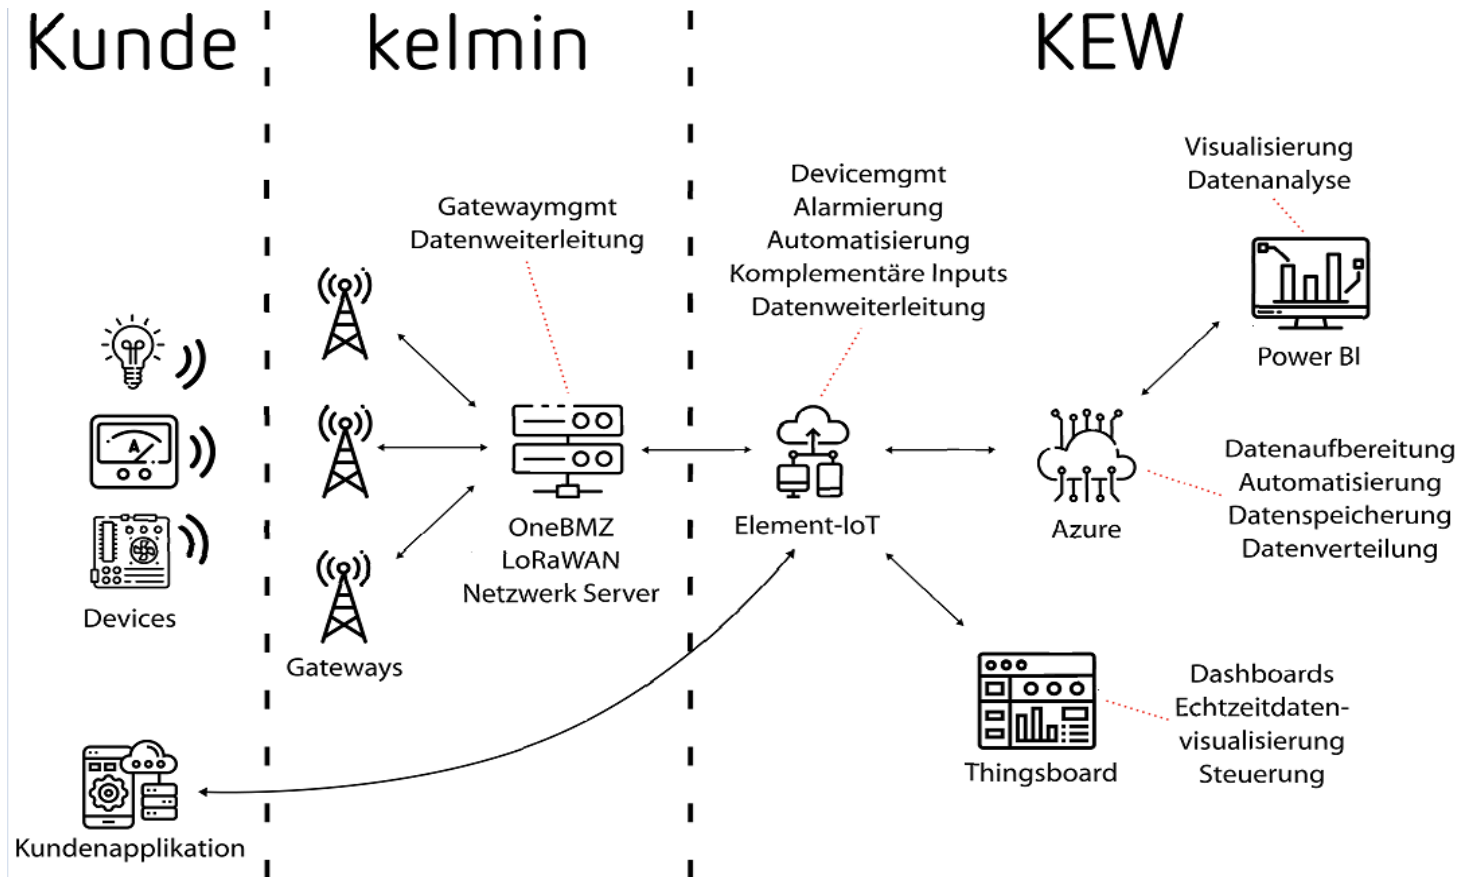 Kunde
kelmin
KEW
Visualisierung
Datenanalyse
Devicemgmt
Alarmierung
Automatisierung
Komplementäre Inputs
Datenweiterleitung
Gatewaymgmt
Datenweiterleitung
Power BI
A
Datenaufbereitung
Automatisierung
Datenspeicherung
Datenverteilung
OneBMZ
LoRaWAN
Netzwerk Server
Element-IoT
Azure
Devices
Gateways
Dashboards
Echtzeitdaten-
visualisierung
Steuerung
Thingsboard
Kundenapplikation